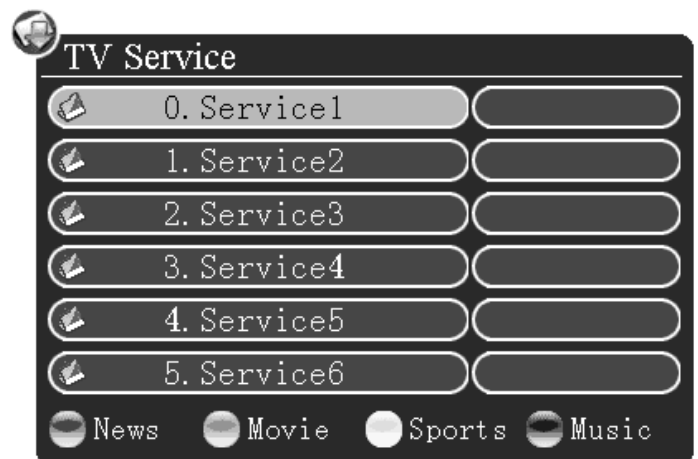 TV Service
0. Service1
1. Service2
2. Service3
3. Service4
4. Service5
5. Service6
News Movie Sports Music